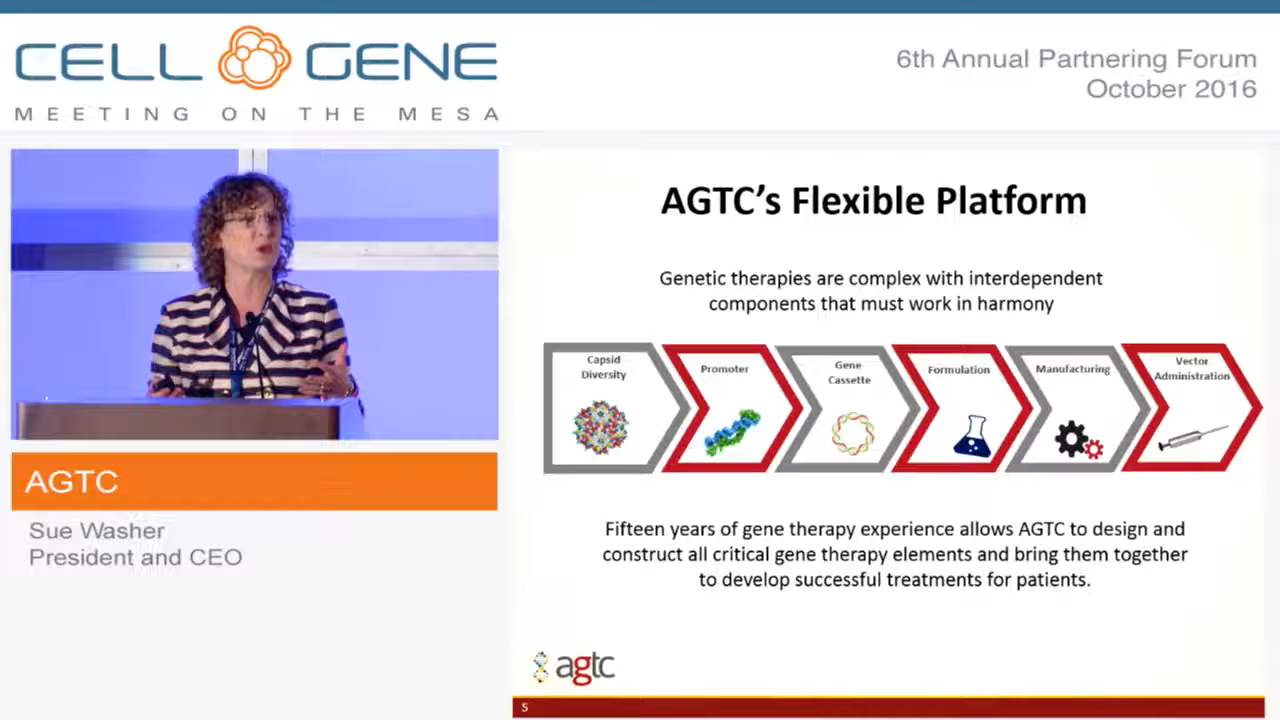 CELL GENE
MEETING ON THE MESA
6th Annual Partnering Forum
October 2016
AGTC
Sue Washer
President and CEO
AGTC's Flexible Platform
Genetic therapies are complex with interdependent
components that must work in harmony
Capsid
Diversity
Promoter
Gene
Cassette
Formulation
Manufacturing
Vector
Administration
Fifteen years of gene therapy experience allows AGTC to design and
construct all critical gene therapy elements and bring them together
to develop successful treatments for patients.
agtc
5